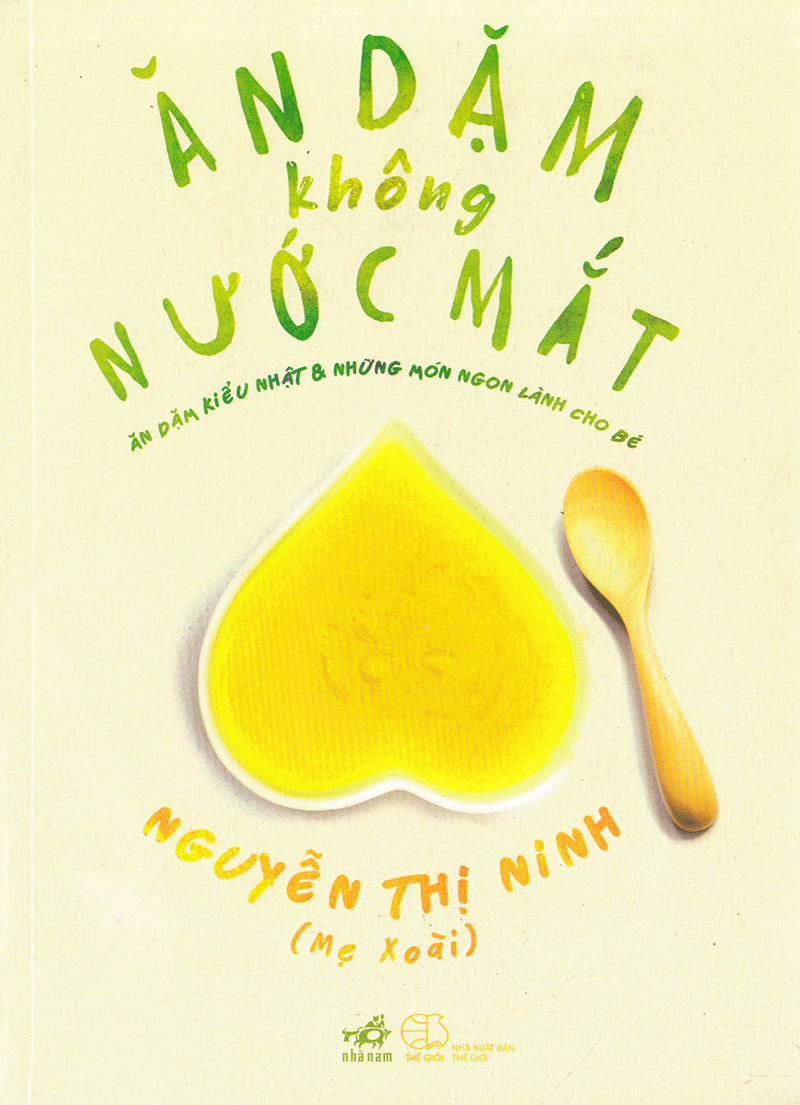 ĂN DẶM
không
NƯỚC MẮT
ĂN DẶM KIỂU NHẬT & NHỮNG MÓN NGON LÀNH CHO BÉ
NGUYỄN THỊ NINH
(Mẹ Xoài)
nhã nam
THẾ GIỚI
NHÀ XUẤT BẢN
THẾ GIỚI